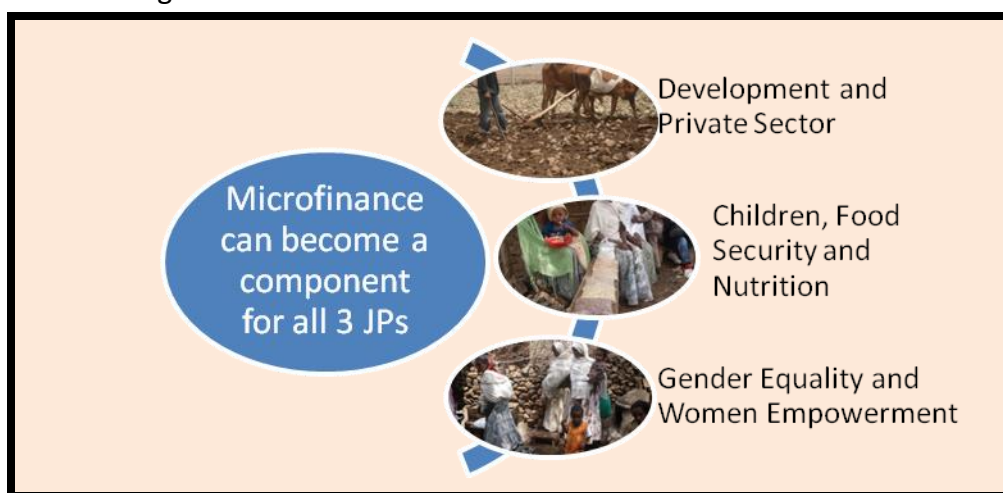 Microfinance
can become a
component
for all 3 JPs
Development and
Private Sector
Children, Food
Security and
Nutrition
Gender Equality and
Women Empowerment